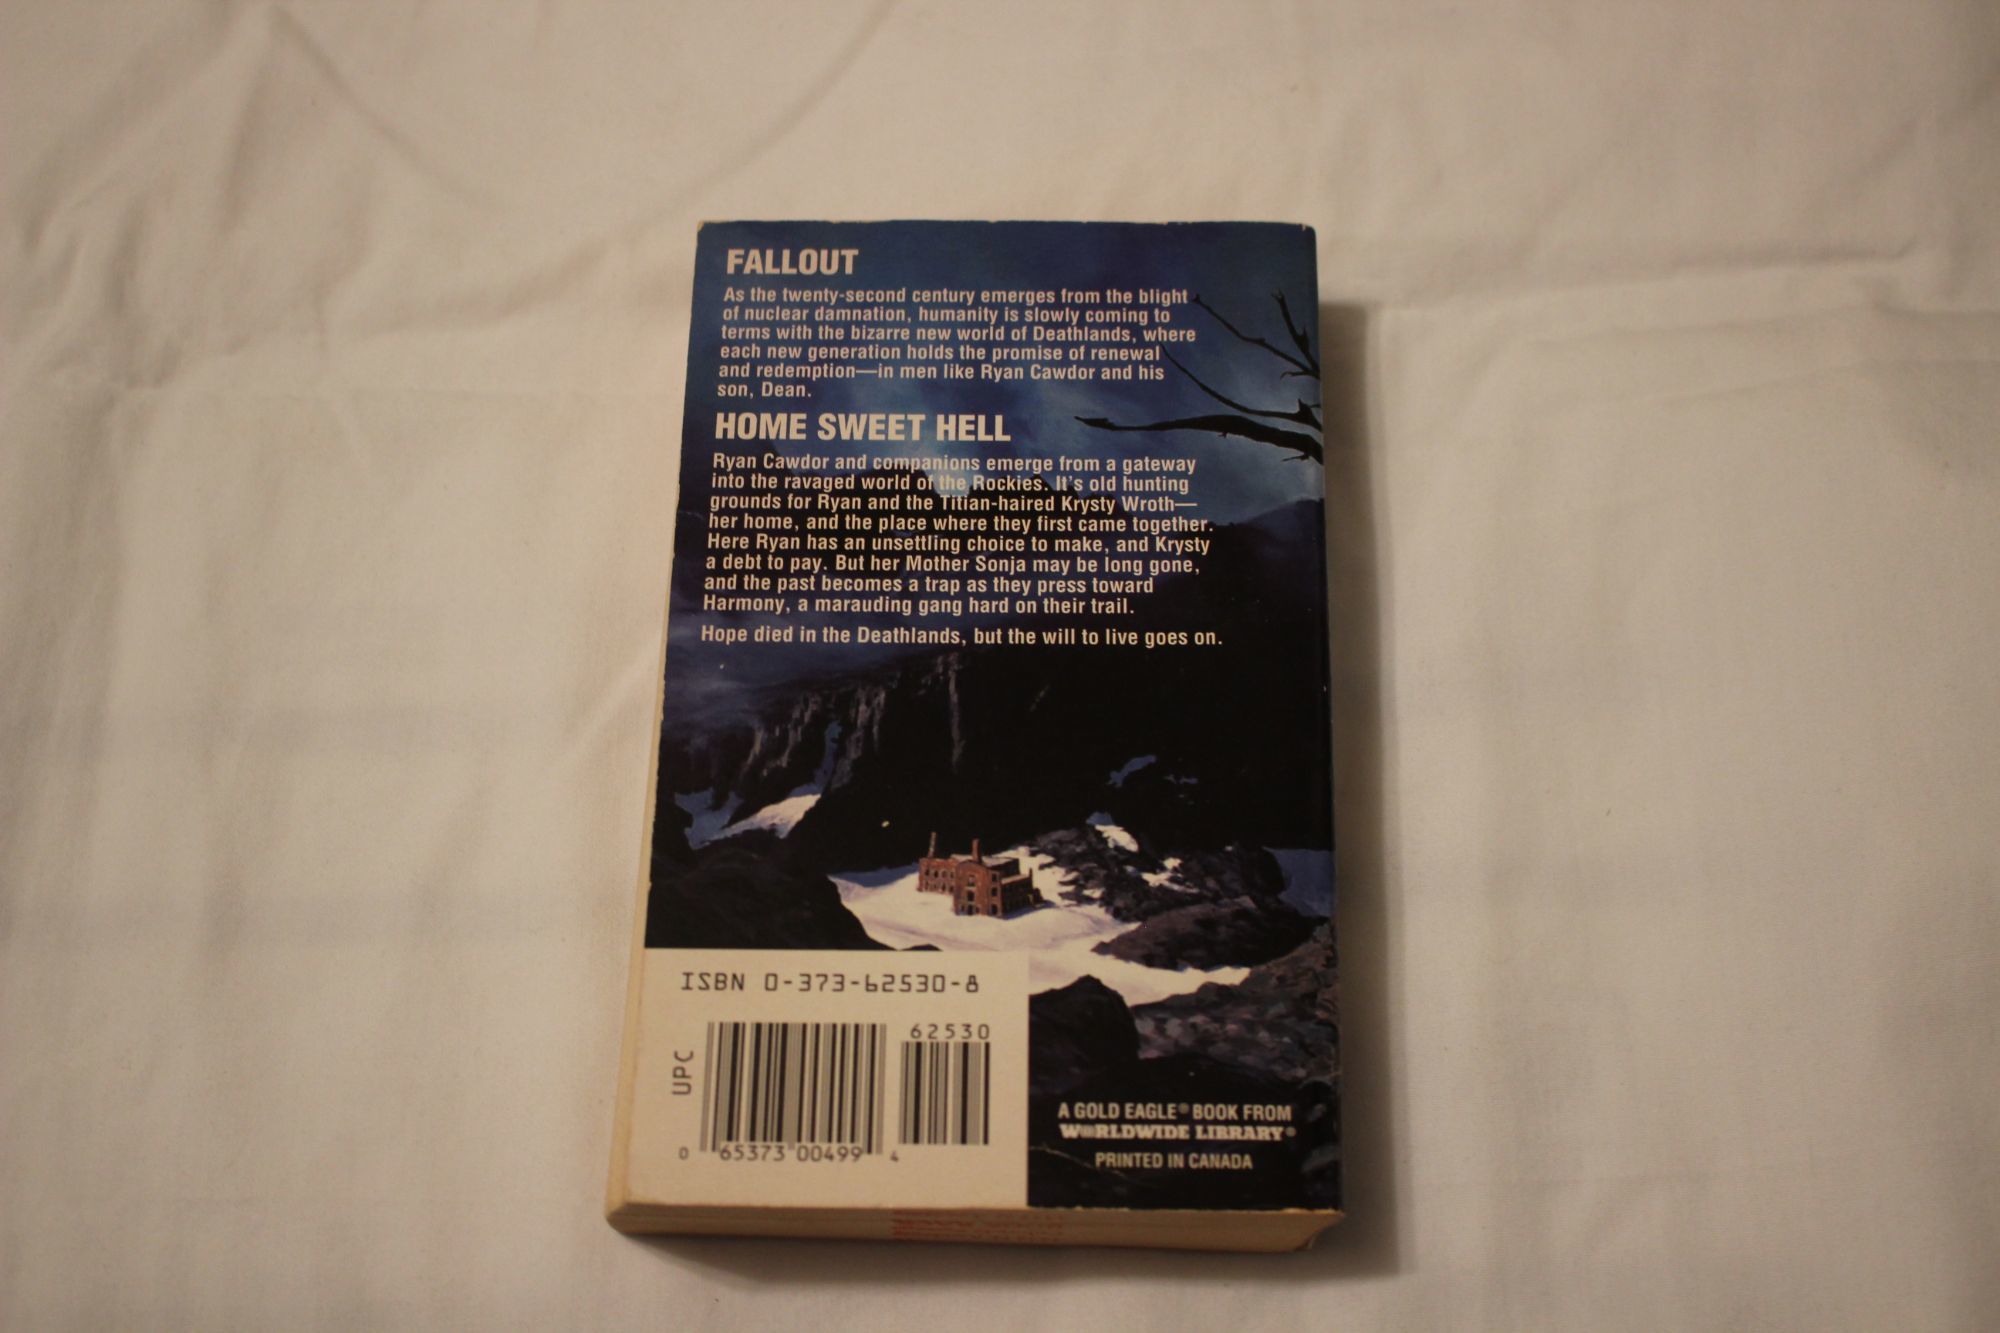 FALLOUT
As the twenty-second century emerges from the blight
of nuclear damnation, humanity is slowly coming to
terms with the bizarre new world of Deathlands, where
each new generation holds the promise of renewal
and redemption—in men like Ryan Cawdor and his
son, Dean.
HOME SWEET HELL
Ryan Cawdor and companions emerge from a gateway
into the ravaged world of the Rockies. It's old hunting
grounds for Ryan and the Titian-haired Krysty Wroth—
her home, and the place where they first came together.
Here Ryan has an unsettling choice to make, and Krysty
a debt to pay. But her Mother Sonja may be long gone,
and the past becomes a trap as they press toward
Harmony, a marauding gang hard on their trail.
Hope died in the Deathlands, but the will to live goes on.
ISBN 0-373-62530-8
62530
UPC
0 65373 00499 4
A GOLD EAGLE® BOOK FROM
WORLDWIDE LIBRARY®
PRINTED IN CANADA